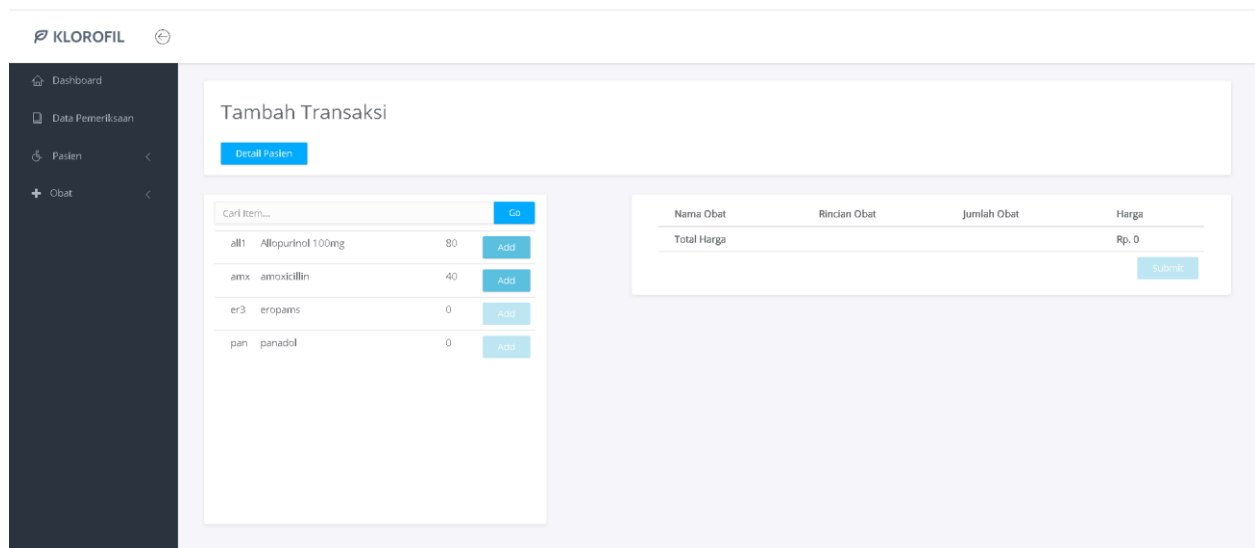 KLOROFIL
Dashboard
Data Pemeriksaan
Pasien
Obat
Tambah Transaksi
Detail Pasien
Cari Item.... Go
all1 Allopurinol 100mg 80 Add
amx amoxicillin 40 Add
er3 eropams 0 Add
pan panadol 0 Add
Nama Obat Rincian Obat Jumlah Obat Harga
Total Harga Rp. 0
Submit